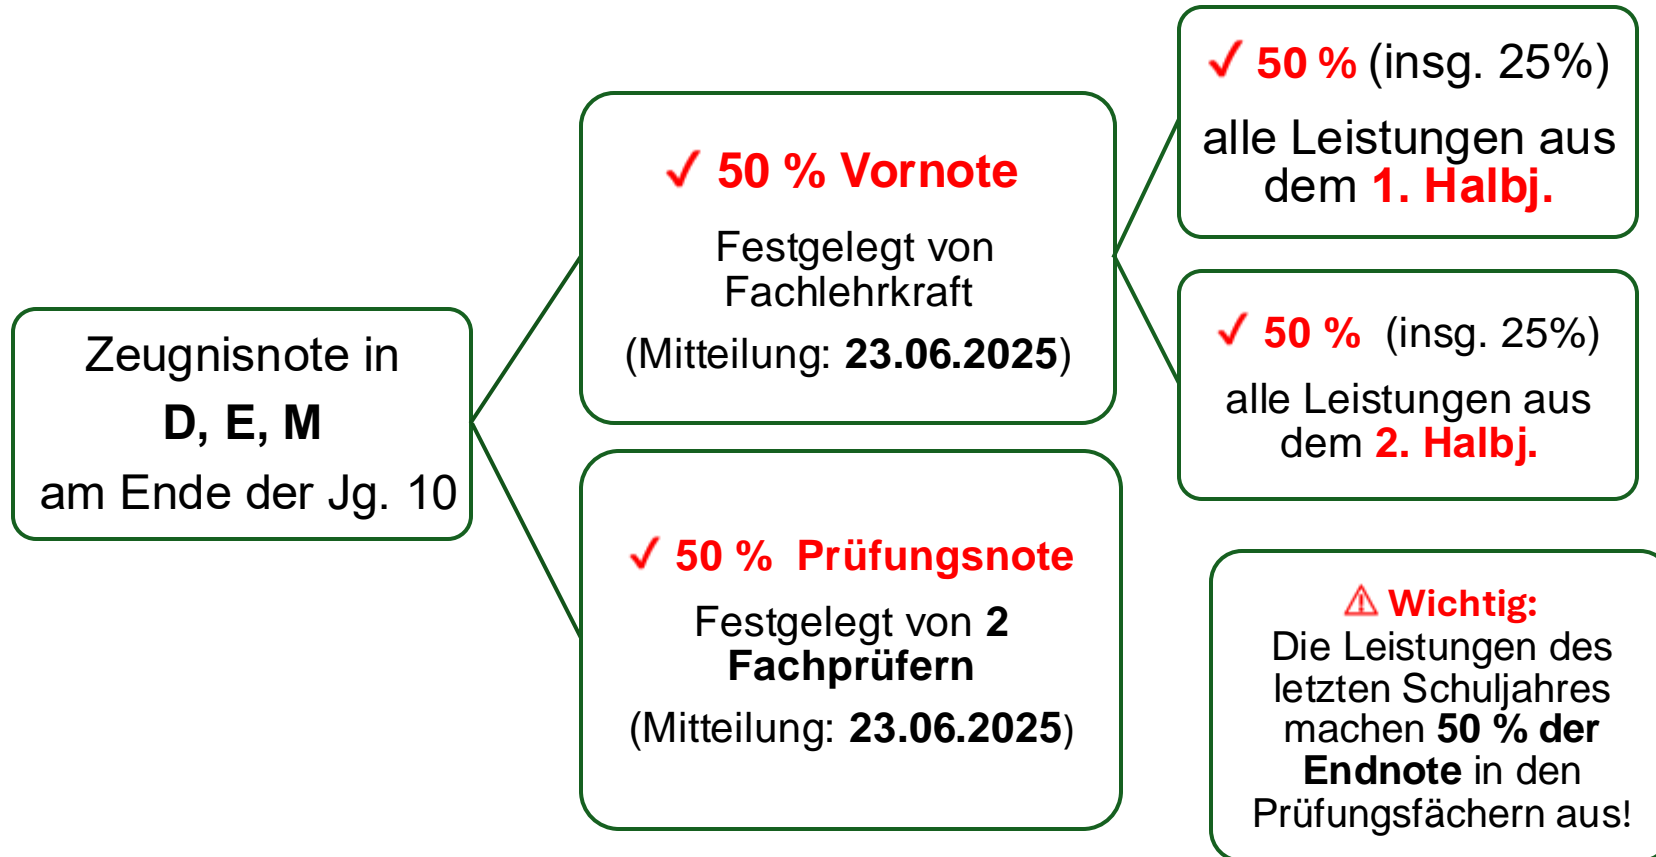 Zeugnisnote in
D, E, M
am Ende der Jg. 10
✓ 50 % Vornote
Festgelegt von
Fachlehrkraft
(Mitteilung: 23.06.2025)
✓ 50 % Prüfungsnote
Festgelegt von 2
Fachprüfern
(Mitteilung: 23.06.2025)
✓ 50 % (insg. 25%)
alle Leistungen aus
dem 1. Halbj.
✓ 50 % (insg. 25%)
alle Leistungen aus
dem 2. Halbj.
⚠ Wichtig:
Die Leistungen des
letzten Schuljahres
machen 50 % der
Endnote in den
Prüfungsfächern aus!